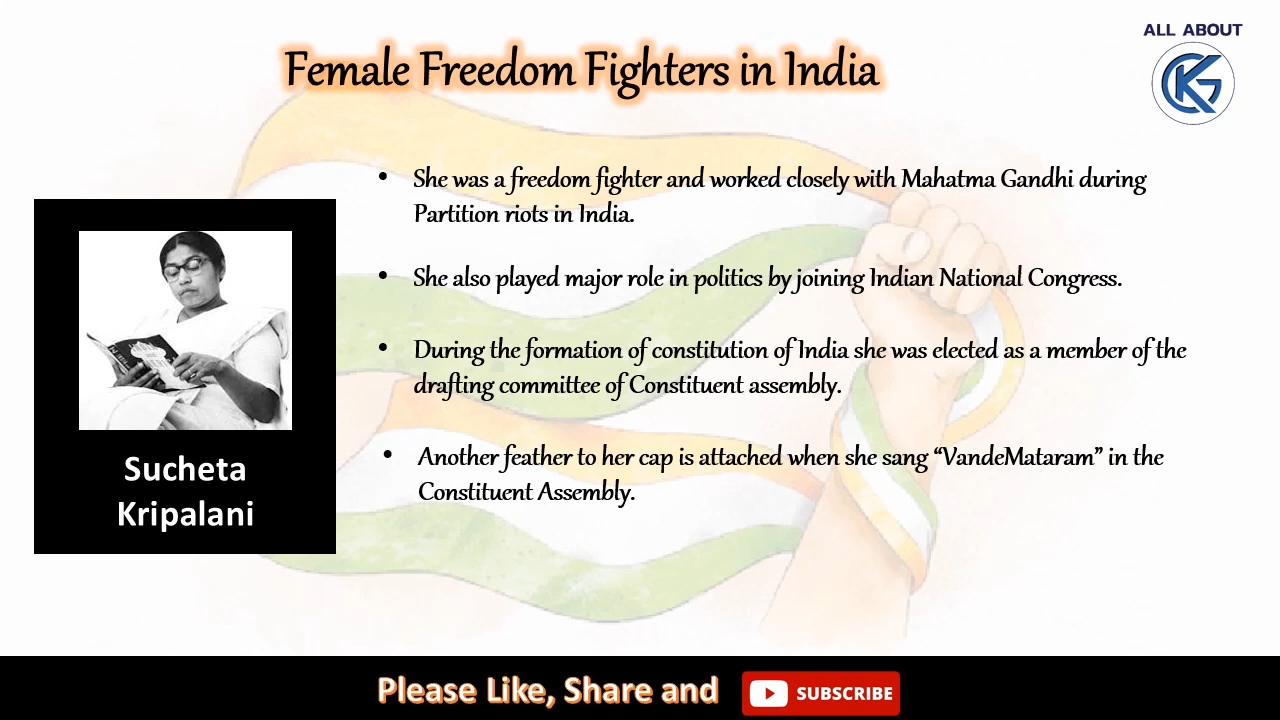 ALL ABOUT
GK
Female Freedom Fighters in India
• She was a freedom fighter and worked closely with Mahatma Gandhi during
Partition riots in India.
• She also played major role in politics by joining Indian National Congress.
• During the formation of constitution of India she was elected as a member of the
drafting committee of Constituent assembly.
• Another feather to her cap is attached when she sang “VandeMataram” in the
Constituent Assembly.
Sucheta
Kripalani
Please Like, Share and
SUBSCRIBE